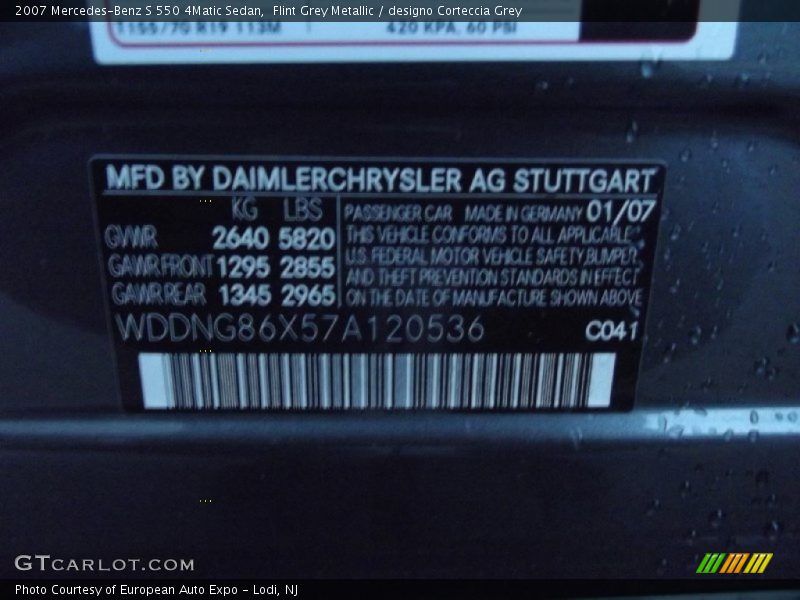 2007 Mercedes-Benz S 550 4Matic Sedan,  Flint Grey Metallic / designo Corteccia Grey
T155/70 R19 113M 420 KPA, 60 PSI
MFD BY DAIMLERCHRYSLER AG STUTTGART
KG LBS PASSENGER CAR MADE IN GERMANY 01/07
GVWR 2640 5820 THIS VEHICLE CONFORMS TO ALL APPLICABLE
GAWR FRONT 1295 2855 U.S. FEDERAL MOTOR VEHICLE SAFETY BUMPER,
GAWR REAR 1345 2965 AND THEFT PREVENTION STANDARDS IN EFFECT
ON THE DATE OF MANUFACTURE SHOWN ABOVE
WDDNG86X57A120536 C041
GTCARLOT.COM
Photo Courtesy of European Auto Expo - Lodi, NJ